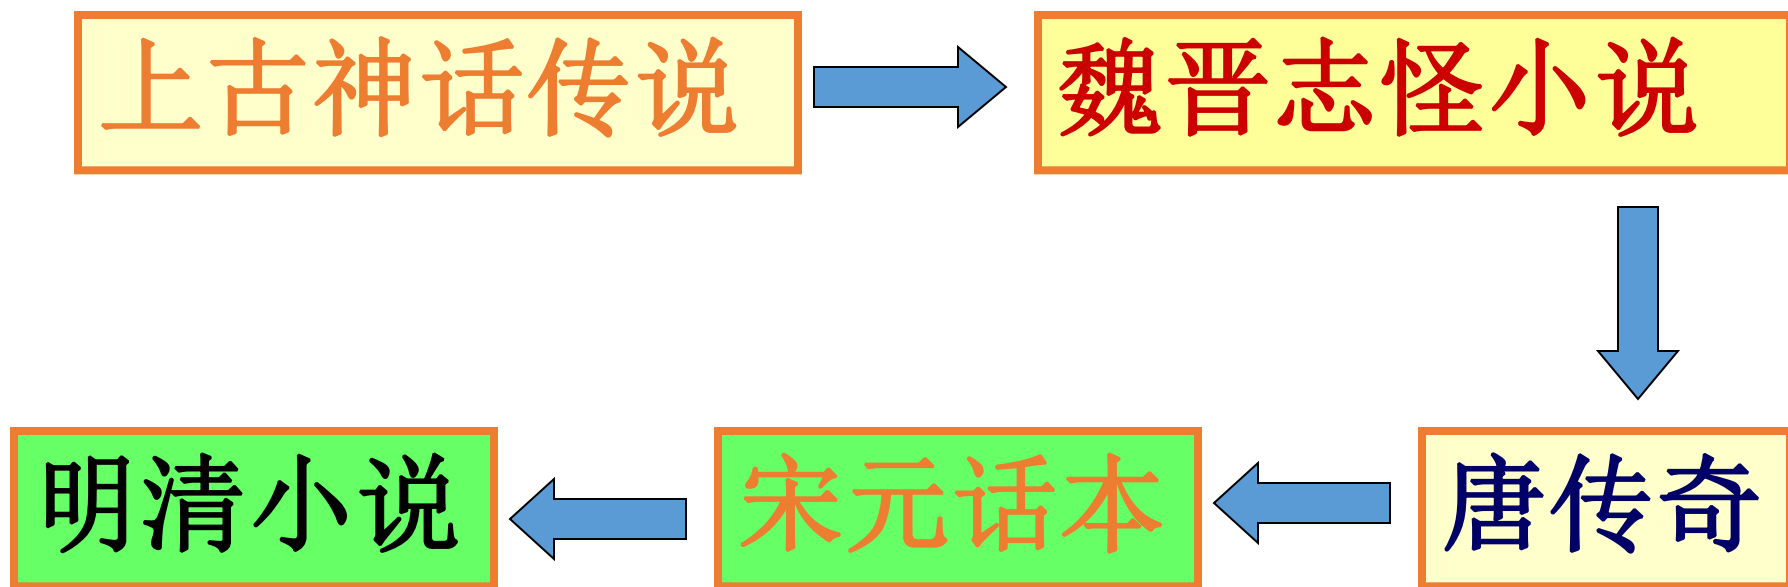 上古神话传说
魏晋志怪小说
唐传奇
宋元话本
明清小说